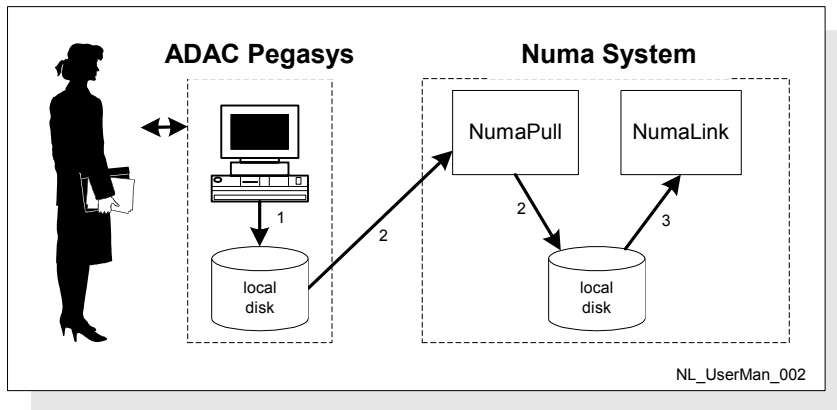 ADAC Pegasys
Numa System
NumaPull
NumaLink
1
2
2
3
local
disk
local
disk
NL_UserMan_002